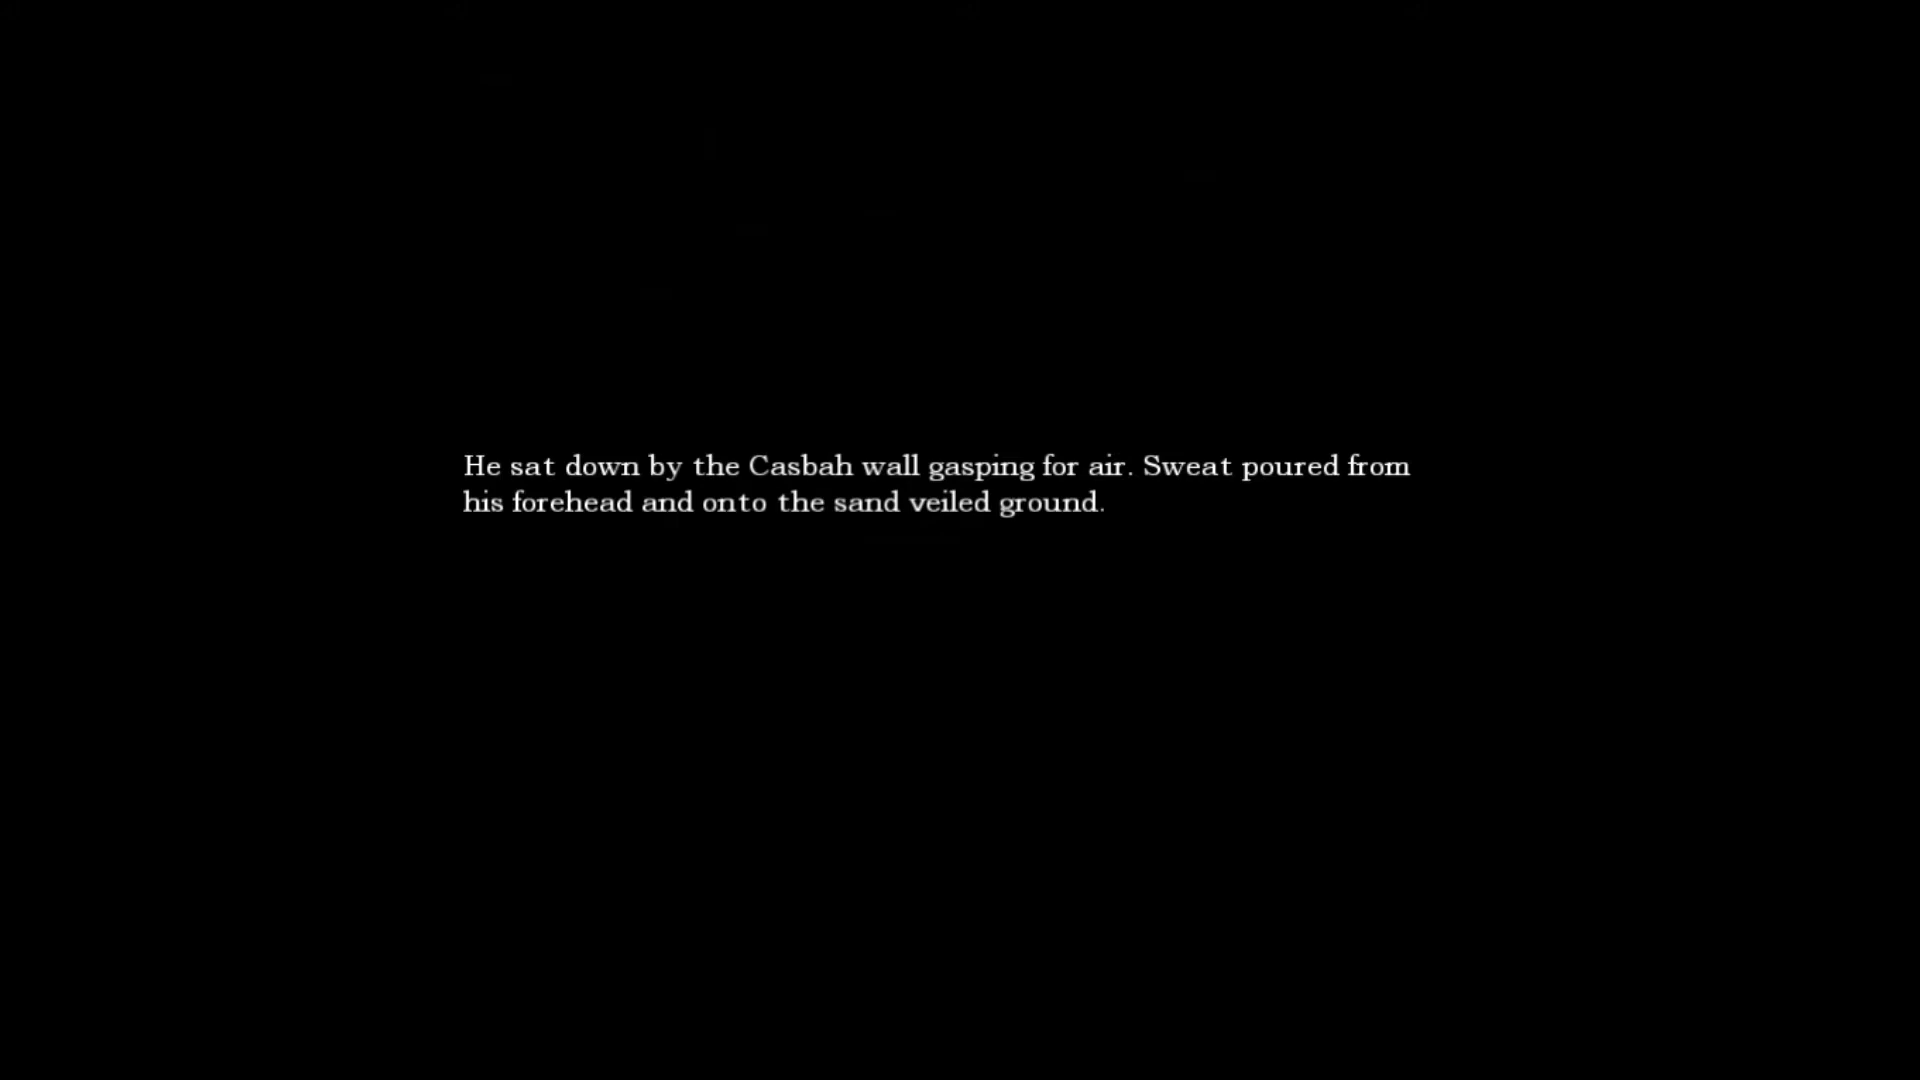 He sat down by the Casbah wall gasping for air. Sweat poured from
his forehead and onto the sand veiled ground.